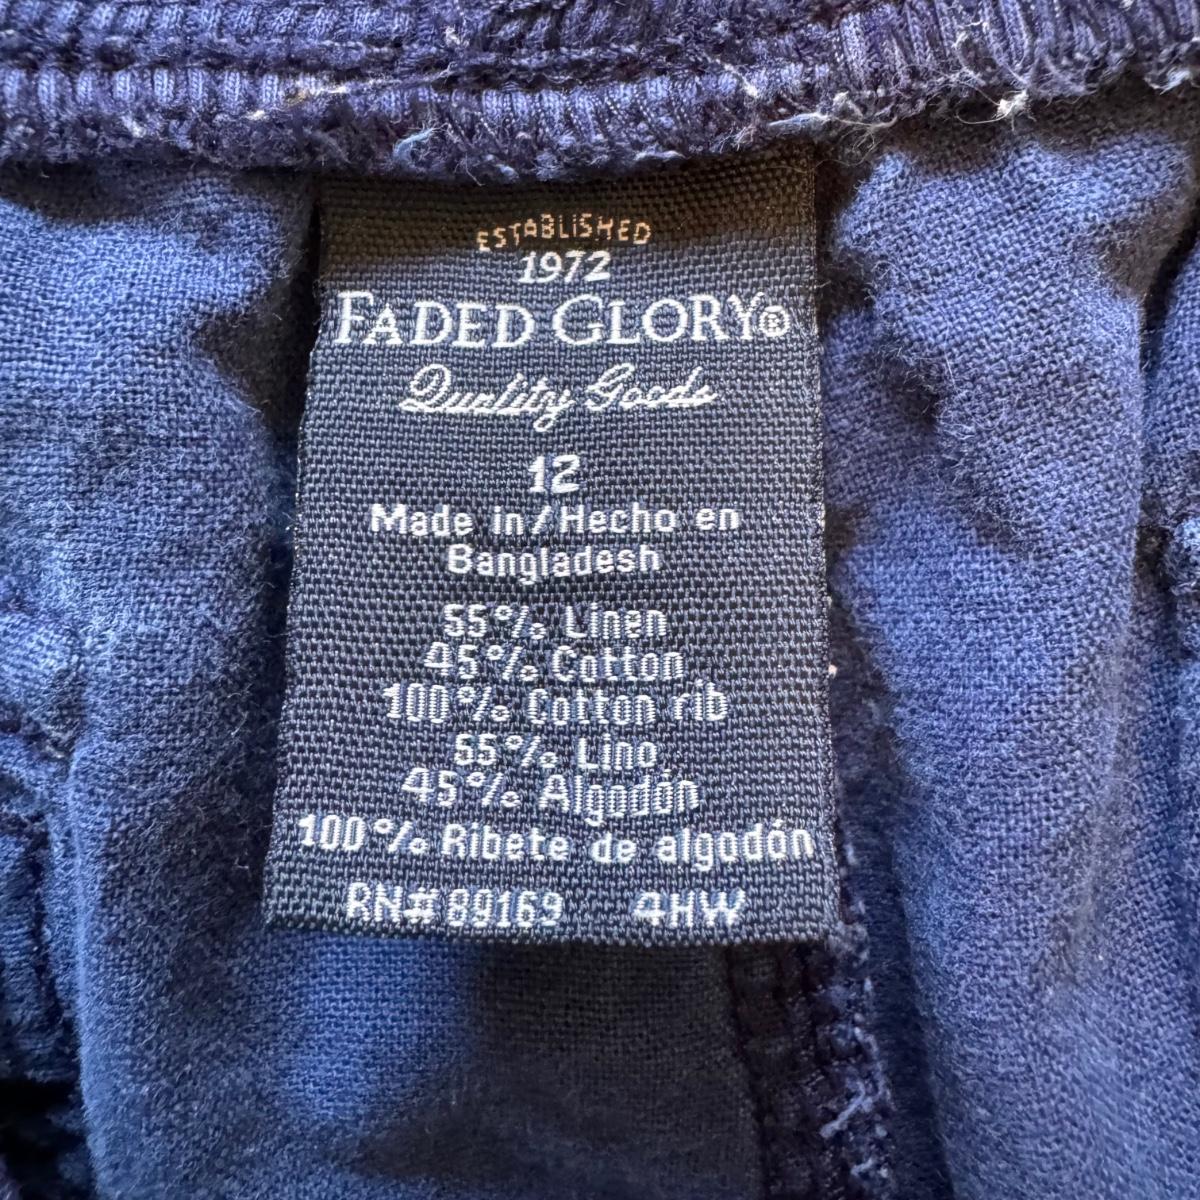 ESTABLISHED
1972
FADED GLORY®
Quality Goods
12
Made in/Hecho en
Bangladesh
55% Linen
45% Cotton
100% Cotton rib
55% Lino
45% Algodón
100% Ribete de algodón
RN# 89169 4HW